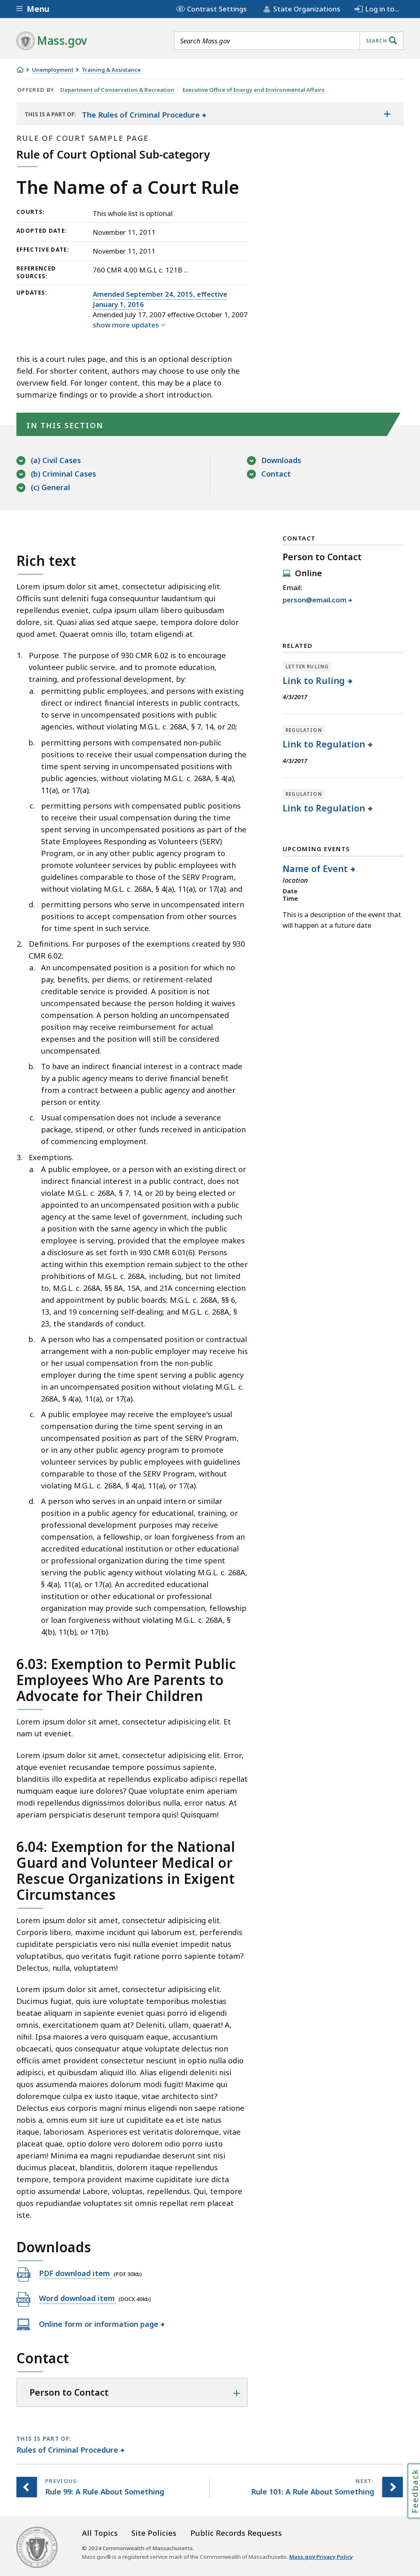 Menu
Contrast Settings
State Organizations
Log in to...
Mass.gov
Search Mass.gov
SEARCH
Unemployment
Training & Assistance
OFFERED BY Department of Conservation & Recreation
Executive Office of Energy and Environmental Affairs
THIS IS A PART OF: The Rules of Criminal Procedure
RULE OF COURT SAMPLE PAGE
Rule of Court Optional Sub-category
The Name of a Court Rule
COURTS: This whole list is optional
ADOPTED DATE: November 11, 2011
EFFECTIVE DATE: November 11, 2011
REFERENCED SOURCES: 760 CMR 4.00 M.G.L c. 121B ...
UPDATES: Amended September 24, 2015, effective
January 1, 2016
Amended July 17, 2007 effective October 1, 2007
show more updates
this is a court rules page, and this is an optional description
field. For shorter content, authors may choose to use only the
overview field. For longer content, this may be a place to
summarize findings or to provide a short abstract.
IN THIS SECTION
(a) Civil Cases
(b) Criminal Cases
(c) General
Downloads
Contact
Rich text
Lorem ipsum dolor sit amet, consectetur adipisicing elit.
Sunt eos deleniti fuga consequuntur laudantium qui
repellendus eveniet, culpa ipsum ullam libero quibusdam
dolore, sit. Quasi alias sed atque earum, dolore dolor
quod amet. Quaerat omnis illo, totam eligendi at.
1. Purpose. The purpose of 930 CMR 6.02 is to encourage
volunteer public service, and to promote education,
training, and professional development, by:
a. permitting public employees, and persons with existing
direct or indirect financial interests in public contracts,
to serve in uncompensated positions with public
agencies, without violating M.G.L. c. 268A, § 7, 14, or 20;
b. permitting persons with compensated non-public
positions to receive their usual compensation during the
time spent serving in uncompensated positions with
public agencies, without violating M.G.L. c. 268A, § 4(a),
11(a), or 17(a);
c. permitting persons with compensated public positions
to receive their usual compensation during the time
spent serving in uncompensated positions as part of the
State Employees Responding as Volunteers (SERV)
Program, or in any other public agency program to
promote volunteer service by public employees with
guidelines comparable to those of the SERV Program,
without violating M.G.L. c. 268A, § 4(a), 11(a), or 17(a); and
d. permitting persons who serve in uncompensated intern
positions to accept compensation from other sources
for time spent in such service.
2. Definitions. For purposes of the exemptions created by 930
CMR 6.02:
a. An uncompensated position is a position for which no
pay, benefits, per diems, or reimbursement of
extracted website credible service is provided. A position is not
uncompensated because the person holding it waives
compensation. A person who is compensated for a
position, but receives reimbursement for actual
expenses incurred, shall be considered
uncompensated.
b. To have an indirect financial interest in a contract made
by a public agency means to derive financial benefit
from a contract between a public agency and another
person or entity.
c. Usual compensation does not include a severance
package, stipend, or other funds received in anticipation
of commencing employment.
3. Exemptions.
a. A public employee, or a person with an existing direct or
indirect financial interest in a public contract, does not
violate M.G.L. c. 268A, § 7, 14, or 20 by being appointed
to an uncompensated position with a public agency at
the same agency in which the public
employee is serving, provided that the employee makes
a disclosure as set forth in 930 CMR 6.01(6). Persons
acting within this exemption remain subject to the other
prohibitions of M.G.L. c. 268A, including, but not limited
to, M.G.L. c. 268A, §§ 8A, 15A, and 21A concerning election
and appointment by public boards; M.G.L. c. 268A, §§ 6,
13, and 19 concerning self-dealing; and M.G.L. c. 268A, §
23, the standards of conduct.
b. A person who has a compensated position or contractual
arrangement with a non-public employer may receive his
or her usual compensation from the non-public
employer during the time spent serving a public agency
in an uncompensated position without violating M.G.L. c.
268A, § 4(a), 11(a), or 17(a).
c. A public employee may receive the employee's usual
compensation during the time spent serving in an
uncompensated position as part of the SERV Program,
or in any other public agency program to promote
volunteer service by public employees with guidelines
comparable to those of the SERV Program, without
violating M.G.L. c. 268A, § 4(a), 11(a), or 17(a).
d. A person who serves in an unpaid intern or similar
position in a public agency for educational, training, or
professional development purposes may receive
compensation, a fellowship, or loan forgiveness from an
accredited educational institution or other educational
or professional organization during the time spent
serving the public agency without violating M.G.L. c. 268A,
§ 4(a), 11(a), or 17(a). An accredited educational
institution or other educational or professional
organization may provide such compensation, fellowship
or loan forgiveness without violating M.G.L. c. 268A, §
4(b), 11(b), or 17(b).
6.03: Exemption to Permit Public
Employees Who Are Parents to
Advocate for Their Children
Lorem ipsum dolor sit amet, consectetur adipisicing elit. Et
nam ut eveniet.
Lorem ipsum dolor sit amet, consectetur adipisicing elit. Error,
atque eveniet recusandae tempore possimus sapiente,
blanditiis illo expedita at repellendus explicabo adipisci eligendi
numquam eaque iure dolores? Quae voluptate enim aperiam
modi repellendus dignissimos doloribus nulla, error natus. At
aperiam perspiciatis deserunt tempora quis! Quisquam!
6.04: Exemption for the National
Guard and Volunteer Medical or
Rescue Organizations in Exigent
Circumstances
Lorem ipsum dolor sit amet, consectetur adipisicing elit.
Corporis libero, maxime incidunt qui laborum est, perferendis
cupiditate perspiciatis vero nisi nulla eveniet impedit natus
voluptatibus, quo veritatis fugit ratione porro sapiente totam?
Delectus, nulla, voluptatem!
Lorem ipsum dolor sit amet, consectetur adipisicing elit.
Ducimus fugiat, quis iure voluptate temporibus molestias
beatae aliquam in sapiente eveniet quasi porro id eligendi
omnis, exercitationem quam at? Deleniti, ullam, quaerat! A,
nihil. Ipsa maiores a vero quisquam eaque, accusantium
obcaecati, quos consequatur atque voluptatem delectus officiis
non amet provident consectetur nesciunt in optio nulla odio
adipisci, et quibusdam aliquid illo. Alias eligendi deleniti nisi
quos asperiores maiores dolorum modi fugit! Maxime qui
doloremque culpa ex iusto itaque, vitae architecto sint?
Delectus eius corporis magni minus eligendi non saepe ratione
odit eum cum sit iure ut cupiditate ea et iste iste natus
laboriosam. Asperiores est veritatis doloremque, vitae
placeat quae, optio dolore vero dolorum nemo porro ut
aperiam! Minima ea magni repudiandae deserunt sint nisi
dicta ducimus placeat, blanditiis, dolorem itaque repellendus
tempore, tempora provident maxime cupiditate iure dicta
optio assumenda! Labore, voluptas, repellendus. Qui, tempora
quos repudiandae voluptates sit omnis repellat rem placeat
iste.
Downloads
PDF download item (PDF 30kb)
Word download item (DOCX 40kb)
Online form or information page
Contact
Person to Contact
CONTACT
Person to Contact
Online
Email:
person@email.com
RELATED
LETTER RULING
Link to Ruling
4/3/2017
REGULATION
Link to Regulation
4/3/2017
REGULATION
Link to Regulation
UPCOMING EVENTS
Name of Event
location
Date
Time
This is a description of the event that
will happen at a future date
THIS IS PART OF:
Rules of Criminal Procedure
PREVIOUS:
Rule 99: A Rule About Something
NEXT:
Rule 101: A Rule About Something
Feedback
All Topics
Site Policies
Public Records Requests
© 2024 Commonwealth of Massachusetts.
Mass.gov® is a registered service mark of the Commonwealth of Massachusetts. Mass.gov Privacy Policy